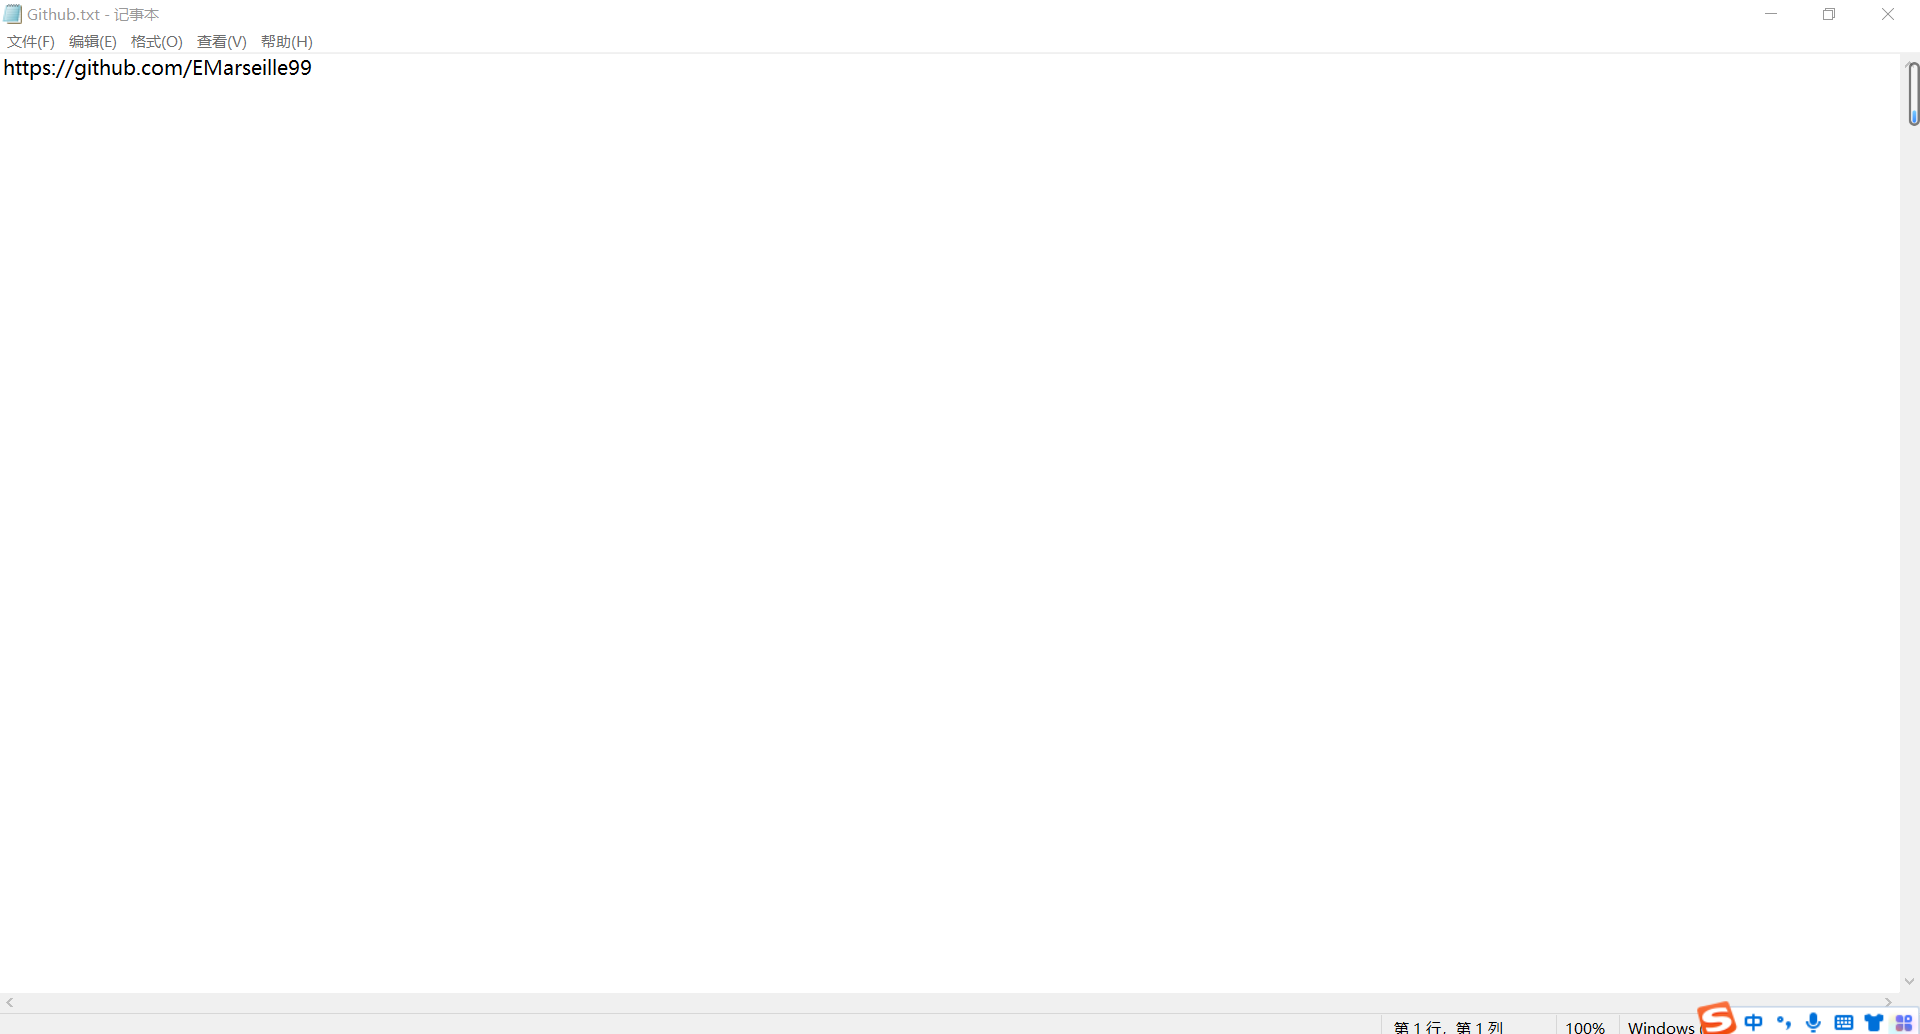 Github.txt - 记事本
文件(F) 编辑(E) 格式(O) 查看(V) 帮助(H)
https://github.com/EMarseille99
第 1 行，第 1 列 100% Windows (
中